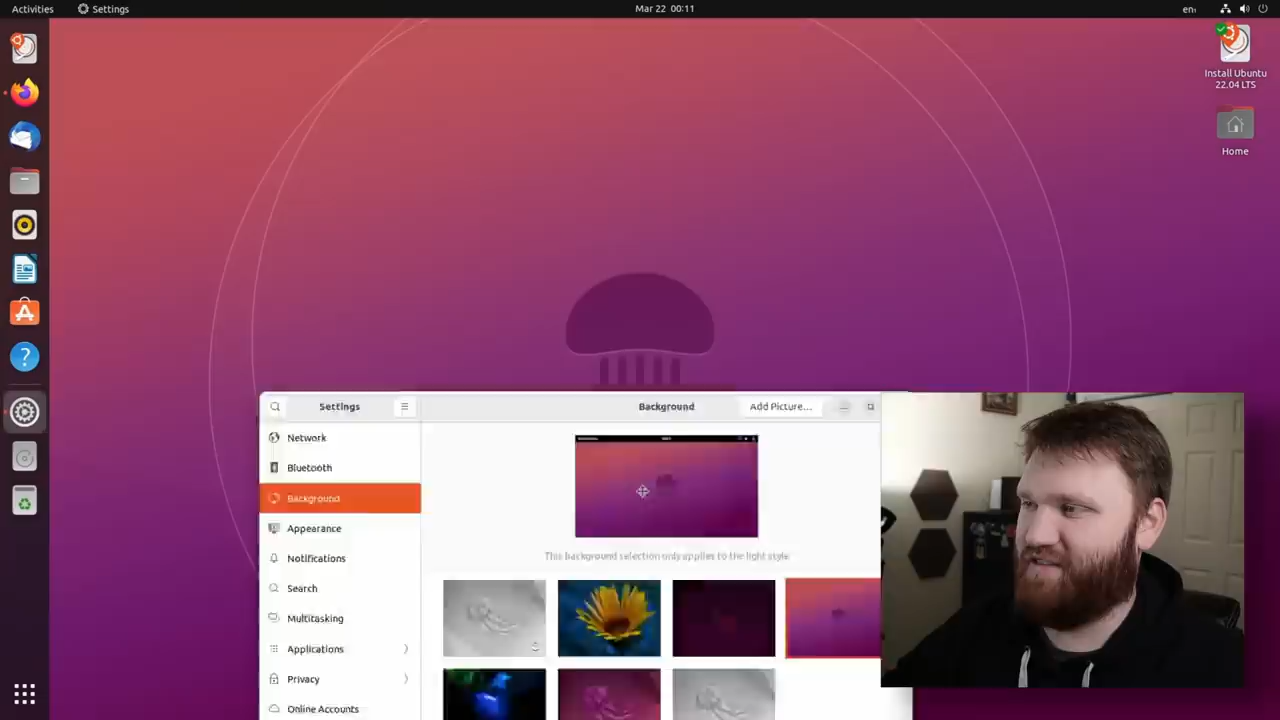 Activities
Settings
Mar 22 00:11
en₁
Install Ubuntu
22.04 LTS
Home
Settings
Background
Add Picture...
Network
Bluetooth
Background
Appearance
Notifications
Search
Multitasking
Applications
Privacy
Online Accounts
This background selection only applies to the light style